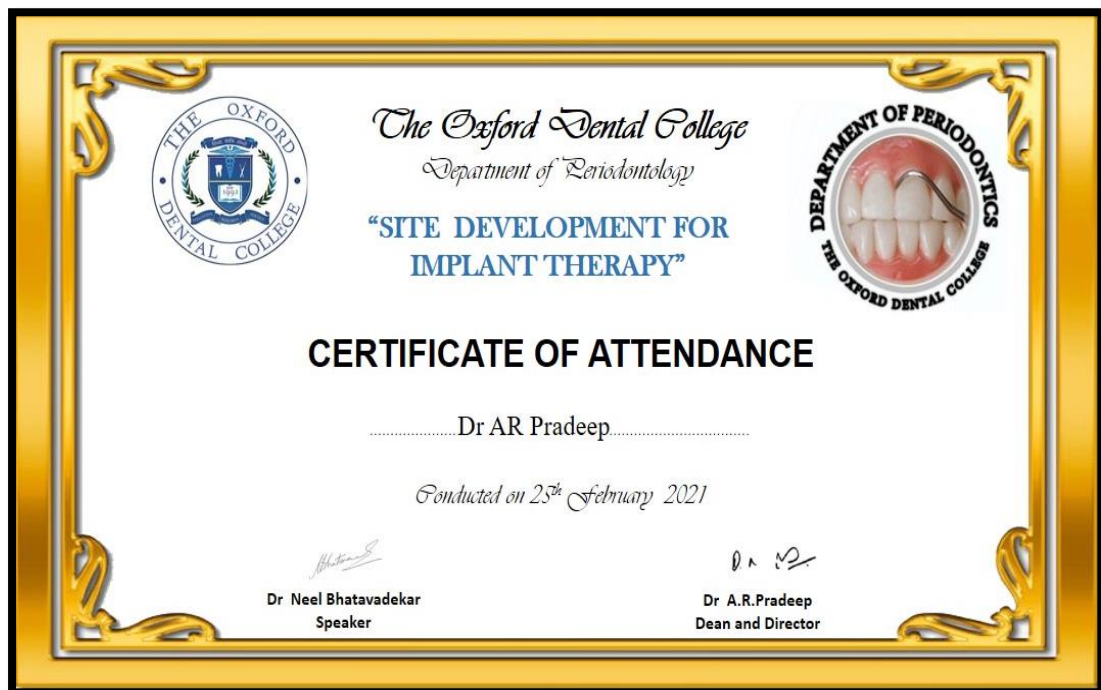 THE OXFORD DENTAL COLLEGE
1992
The Oxford Dental College
Department of Periodontology
DEPARTMENT OF PERIODONTICS
THE OXFORD DENTAL COLLEGE
“SITE DEVELOPMENT FOR
IMPLANT THERAPY”
CERTIFICATE OF ATTENDANCE
.....................Dr AR Pradeep..................................
Conducted on 25th February 2021
Dr Neel Bhatavadekar
Speaker
Dr A.R.Pradeep
Dean and Director